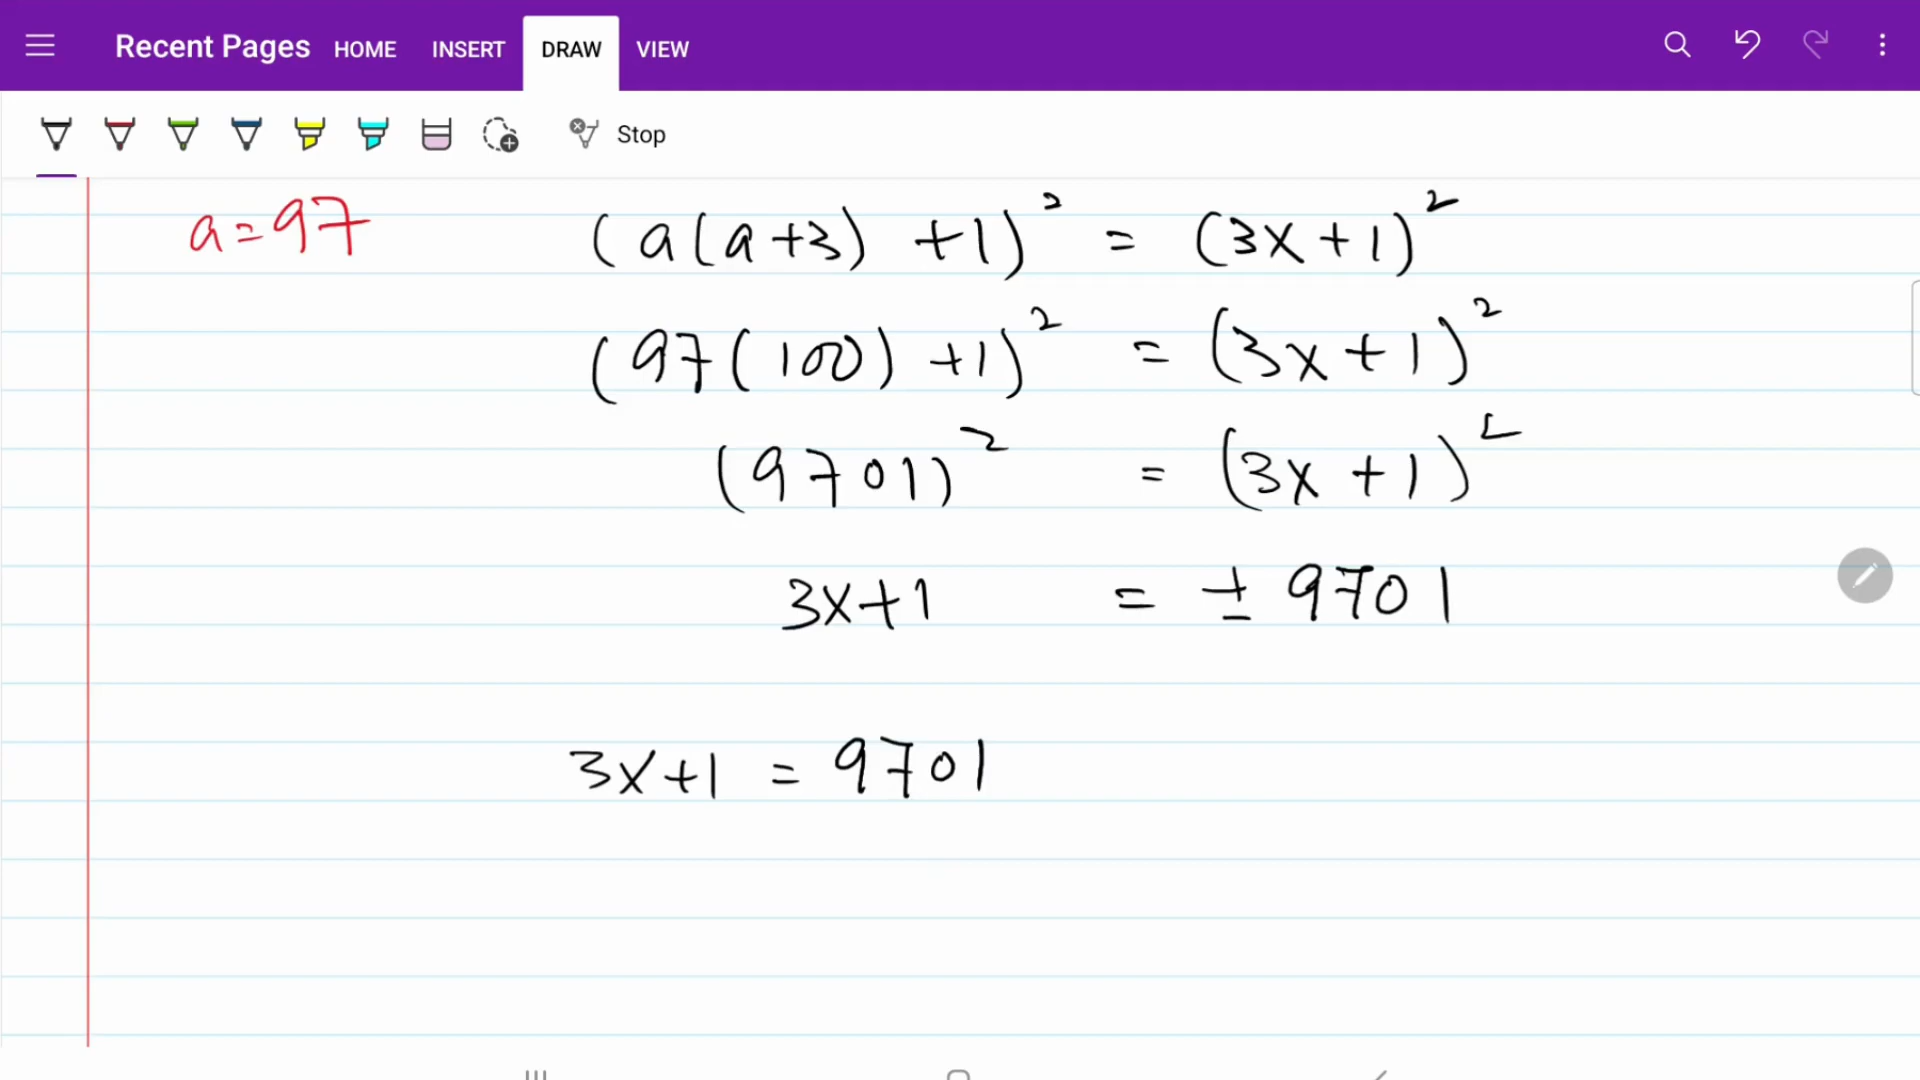 Recent Pages HOME INSERT DRAW VIEW
Stop
a=97
(a(a+3) +1)² = (3x+1)²
(97(100) +1)² = (3x+1)²
(9701)² = (3x+1)²
3x+1 = ± 9701
3x+1 = 9701